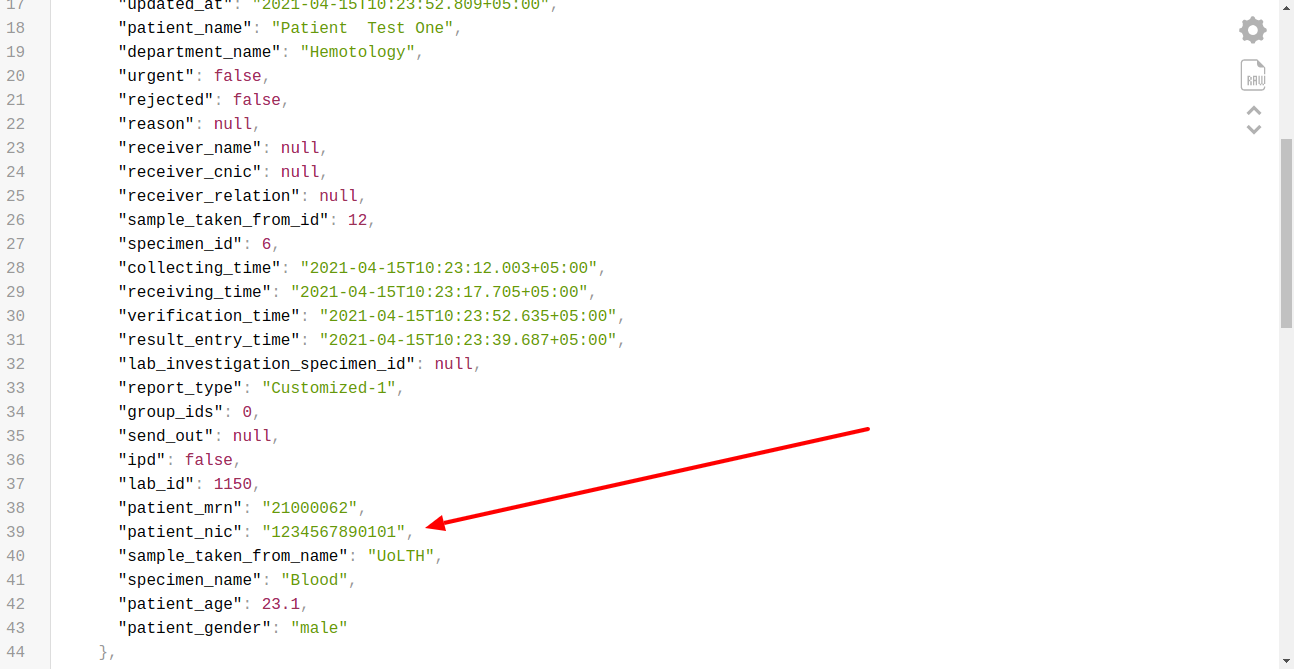 17 "updated_at": "2021-04-15T10:23:52.809+05:00",
18 "patient_name": "Patient  Test One",
19 "department_name": "Hemotology",
20 "urgent": false,
21 "rejected": false,
22 "reason": null,
23 "receiver_name": null,
24 "receiver_cnic": null,
25 "receiver_relation": null,
26 "sample_taken_from_id": 12,
27 "specimen_id": 6,
28 "collecting_time": "2021-04-15T10:23:12.003+05:00",
29 "receiving_time": "2021-04-15T10:23:17.705+05:00",
30 "verification_time": "2021-04-15T10:23:52.635+05:00",
31 "result_entry_time": "2021-04-15T10:23:39.687+05:00",
32 "lab_investigation_specimen_id": null,
33 "report_type": "Customized-1",
34 "group_ids": 0,
35 "send_out": null,
36 "ipd": false,
37 "lab_id": 1150,
38 "patient_mrn": "21000062",
39 "patient_nic": "1234567890101",
40 "sample_taken_from_name": "UoLTH",
41 "specimen_name": "Blood",
42 "patient_age": 23.1,
43 "patient_gender": "male"
44 },
RAW